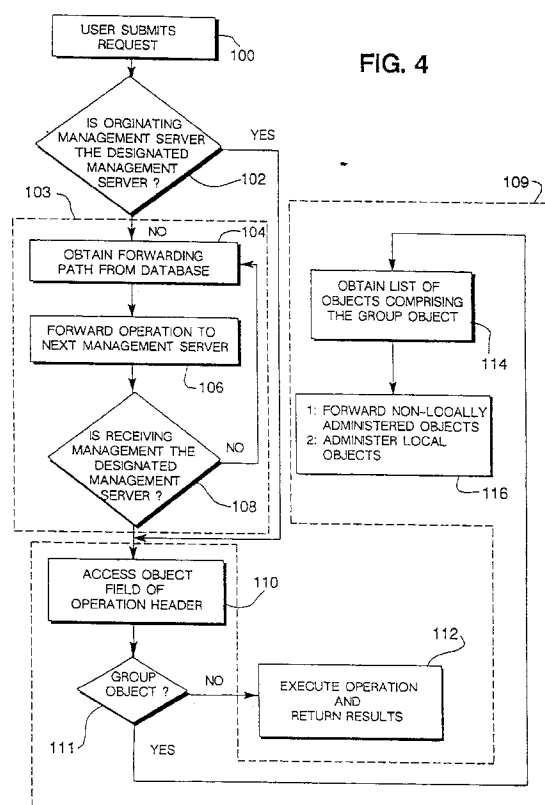 USER SUBMITS
REQUEST
100
FIG. 4
IS ORGINATING
MANAGEMENT SERVER
THE DESIGNATED
MANAGEMENT
SERVER ?
YES
102
103
109
NO
104
OBTAIN FORWARDING
PATH FROM DATABASE
FORWARD OPERATION TO
NEXT MANAGEMENT SERVER
106
IS RECEIVING
MANAGEMENT THE
DESIGNATED
MANAGEMENT
SERVER ?
NO
108
OBTAIN LIST OF
OBJECTS COMPRISING
THE GROUP OBJECT
114
1: FORWARD NON-LOCALLY
ADMINISTERED OBJECTS
2: ADMINISTER LOCAL
OBJECTS
116
ACCESS OBJECT
FIELD OF
OPERATION HEADER
110
GROUP
OBJECT ?
NO
111
YES
112
EXECUTE OPERATION
AND
RETURN RESULTS